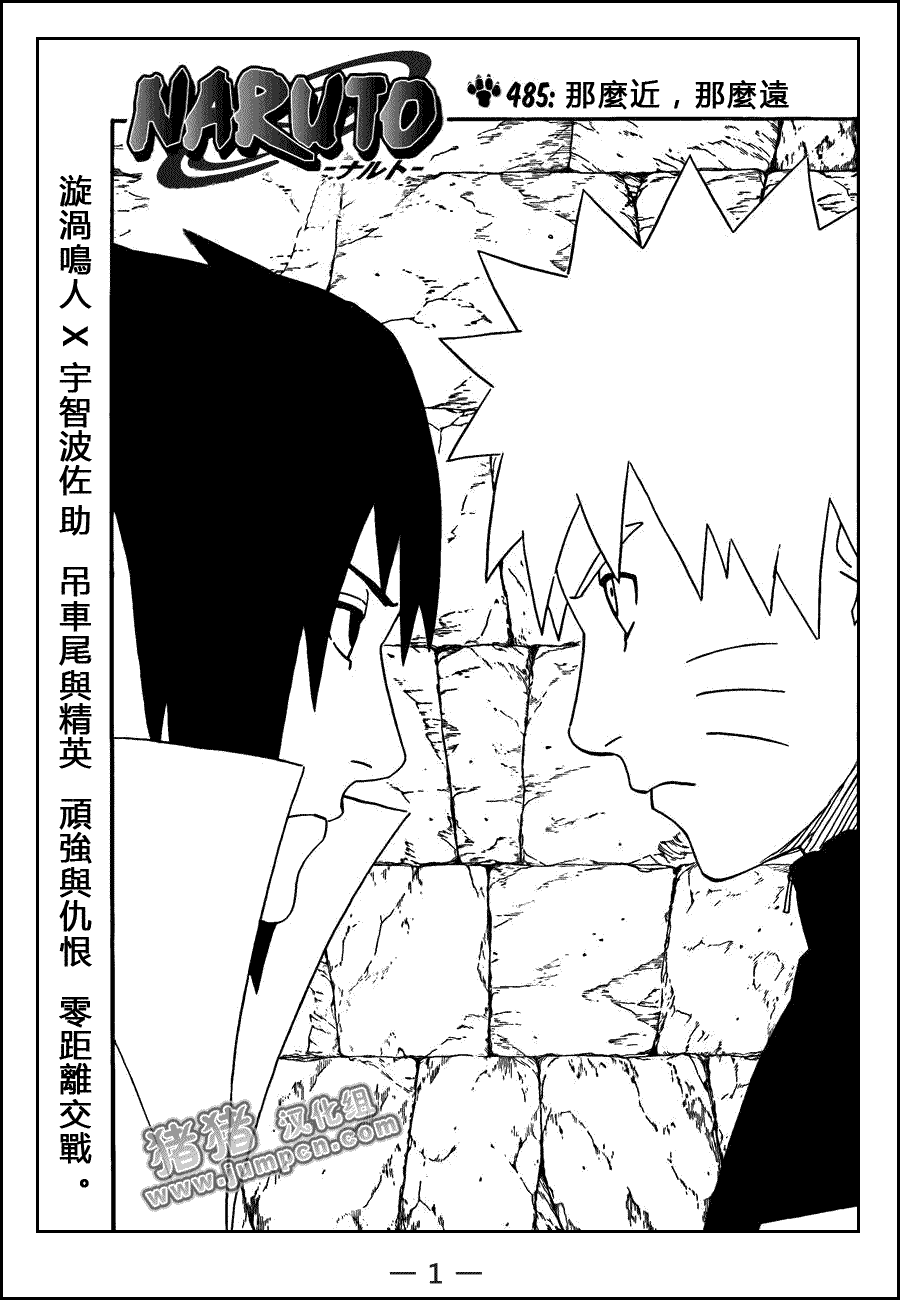 NARUTO
-ナルト-
485: 那麼近，那麼遠
漩渦鳴人 X 宇智波佐助 吊車尾與精英 頑強與仇恨 零距離交戰。
猪猪 汉化组
www.jumpcn.com
— 1 —